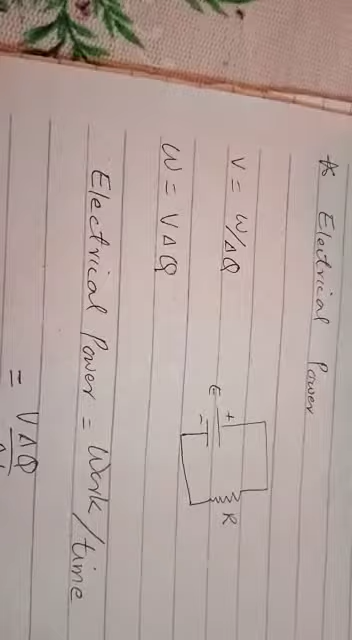 * Electrical Power
V = W/ΔQ
W = VΔQ
E + -
R
Electrical Power = Work/time
= VΔQ